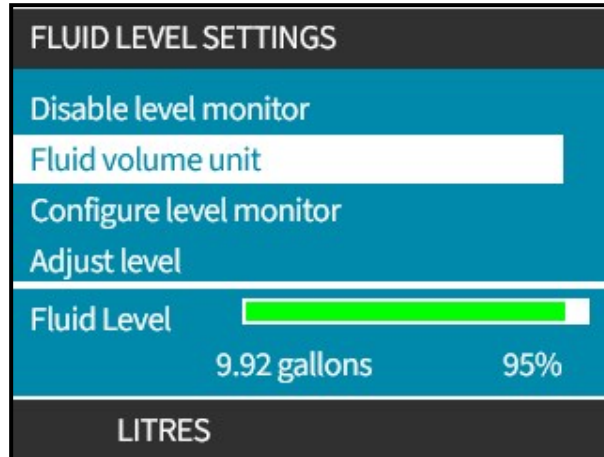 FLUID LEVEL SETTINGS
Disable level monitor
Fluid volume unit
Configure level monitor
Adjust level
Fluid Level
9.92 gallons 95%
LITRES